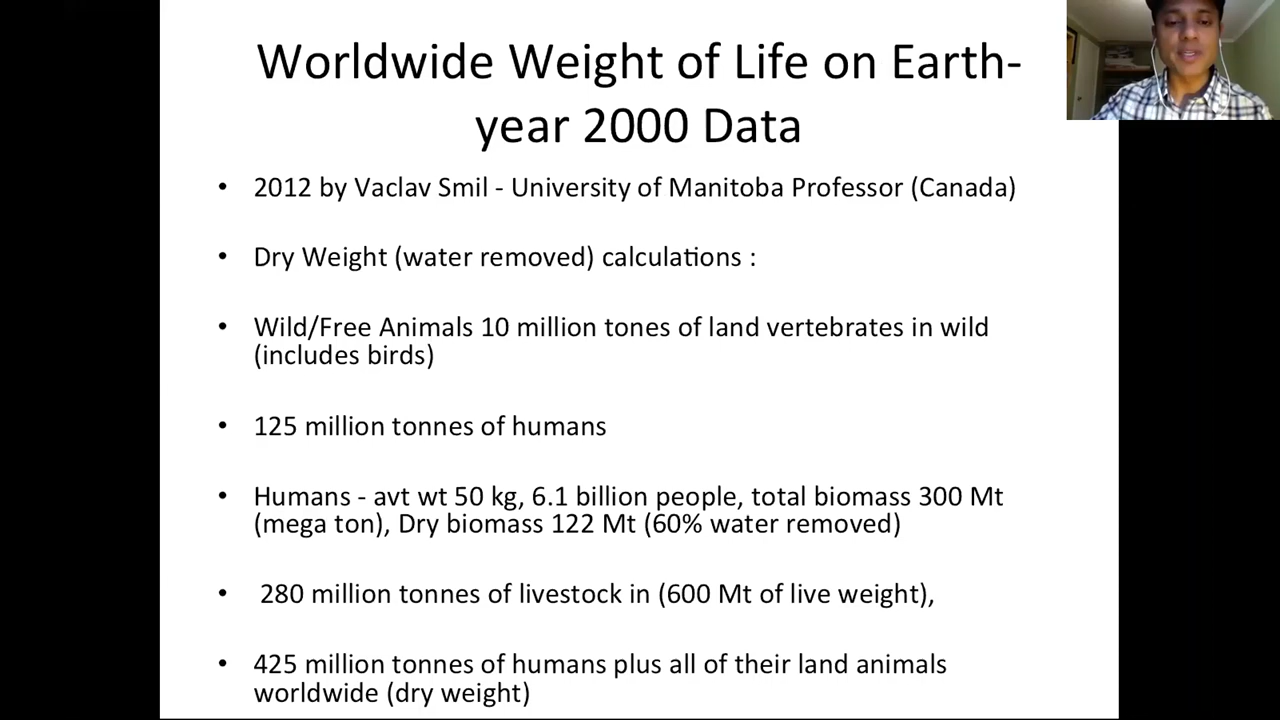 Worldwide Weight of Life on Earth-
year 2000 Data
• 2012 by Vaclav Smil - University of Manitoba Professor (Canada)
• Dry Weight (water removed) calculations :
• Wild/Free Animals 10 million tones of land vertebrates in wild
(includes birds)
• 125 million tonnes of humans
• Humans - avt wt 50 kg, 6.1 billion people, total biomass 300 Mt
(mega ton), Dry biomass 122 Mt (60% water removed)
• 280 million tonnes of livestock in (600 Mt of live weight),
• 425 million tonnes of humans plus all of their land animals
worldwide (dry weight)